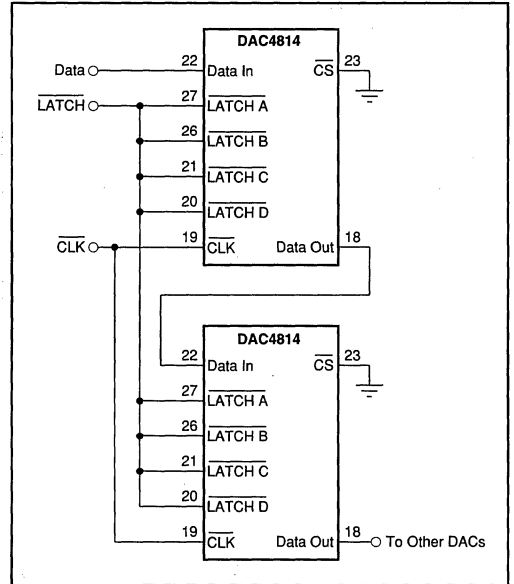 DAC4814
Data
22
Data In
CS
23
LATCH
27
LATCH A
26
LATCH B
21
LATCH C
20
LATCH D
CLK
19
CLK
Data Out
18
DAC4814
22
Data In
CS
23
27
LATCH A
26
LATCH B
21
LATCH C
20
LATCH D
19
CLK
Data Out
18
To Other DACs